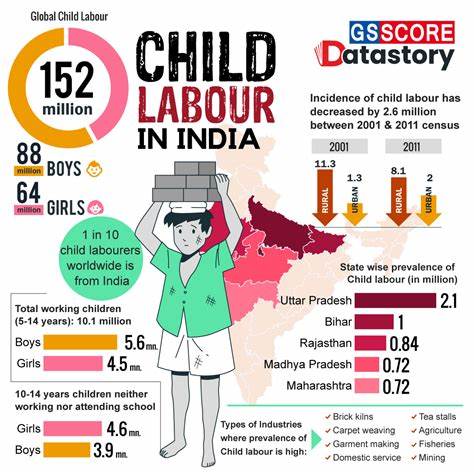 Global Child Labour
152
million
88
million
BOYS
64
million
GIRLS
CHILD
LABOUR
IN INDIA
GSSCORE
Datastory
Incidence of child labour has
decreased by 2.6 million
between 2001 & 2011 census
2001
2011
11.3
RURAL
1.3
URBAN
8.1
RURAL
2
URBAN
1 in 10
child labourers
worldwide is
from India
Total working children
(5-14 years): 10.1 million
Boys
5.6 mn.
Girls
4.5 mn.
10-14 years children neither
working nor attending school
Girls
4.6 mn.
Boys
3.9 mn.
State wise prevalence of
Child labour (in million)
Uttar Pradesh
2.1
Bihar
1
Rajasthan
0.84
Madhya Pradesh
0.72
Maharashtra
0.72
Types of Industries
where prevalence of
Child labour is high:
Brick kilns
Carpet weaving
Garment making
Domestic service
Tea stalls
Agriculture
Fisheries
Mining